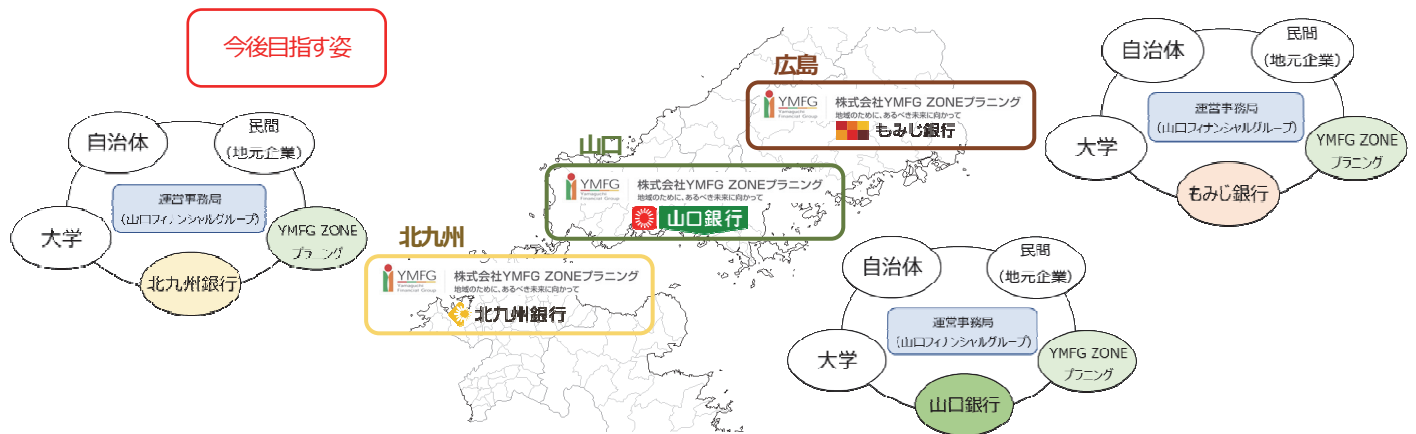 今後目指す姿
自治体
民間
(地元企業)
運営事務局
(山口フィナンシャルグループ)
大学
YMFG ZONE
プラニング
北九州銀行
北九州
YMFG
Yamaguchi
Financial Group
株式会社YMFG ZONEプラニング
地域のために、あるべき未来に向かって
北九州銀行
山口
YMFG
Yamaguchi
Financial Group
株式会社YMFG ZONEプラニング
地域のために、あるべき未来に向かって
山口銀行
広島
YMFG
Yamaguchi
Financial Group
株式会社YMFG ZONEプラニング
地域のために、あるべき未来に向かって
もみじ銀行
自治体
民間
(地元企業)
運営事務局
(山口フィナンシャルグループ)
大学
YMFG ZONE
プラニング
もみじ銀行
自治体
民間
(地元企業)
運営事務局
(山口フィナンシャルグループ)
大学
YMFG ZONE
プラニング
山口銀行